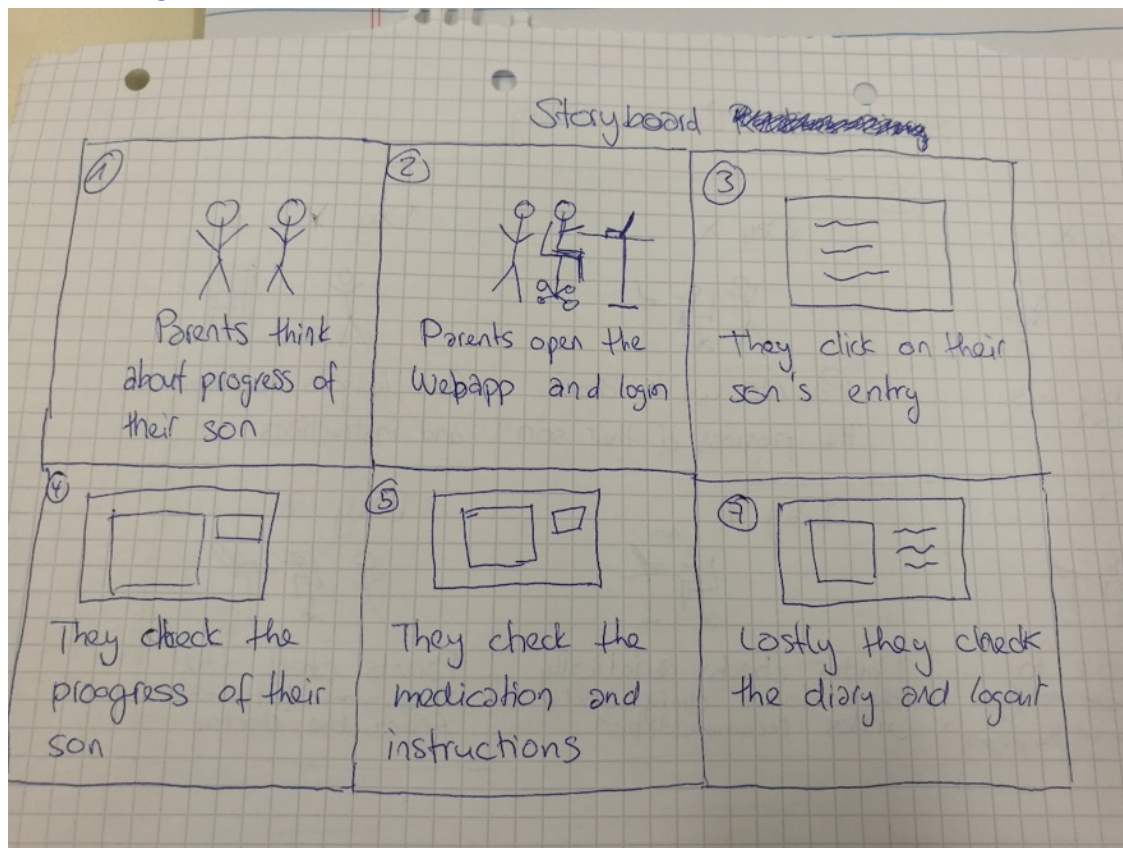 Storyboard
1
Parents think
about progress of
their son
2
Parents open the
Webapp and login
3
They click on their
son's entry
4
They check the
proogress of their
son
5
They check the
medication and
instructions
7
Lastly they check
the diary and logout